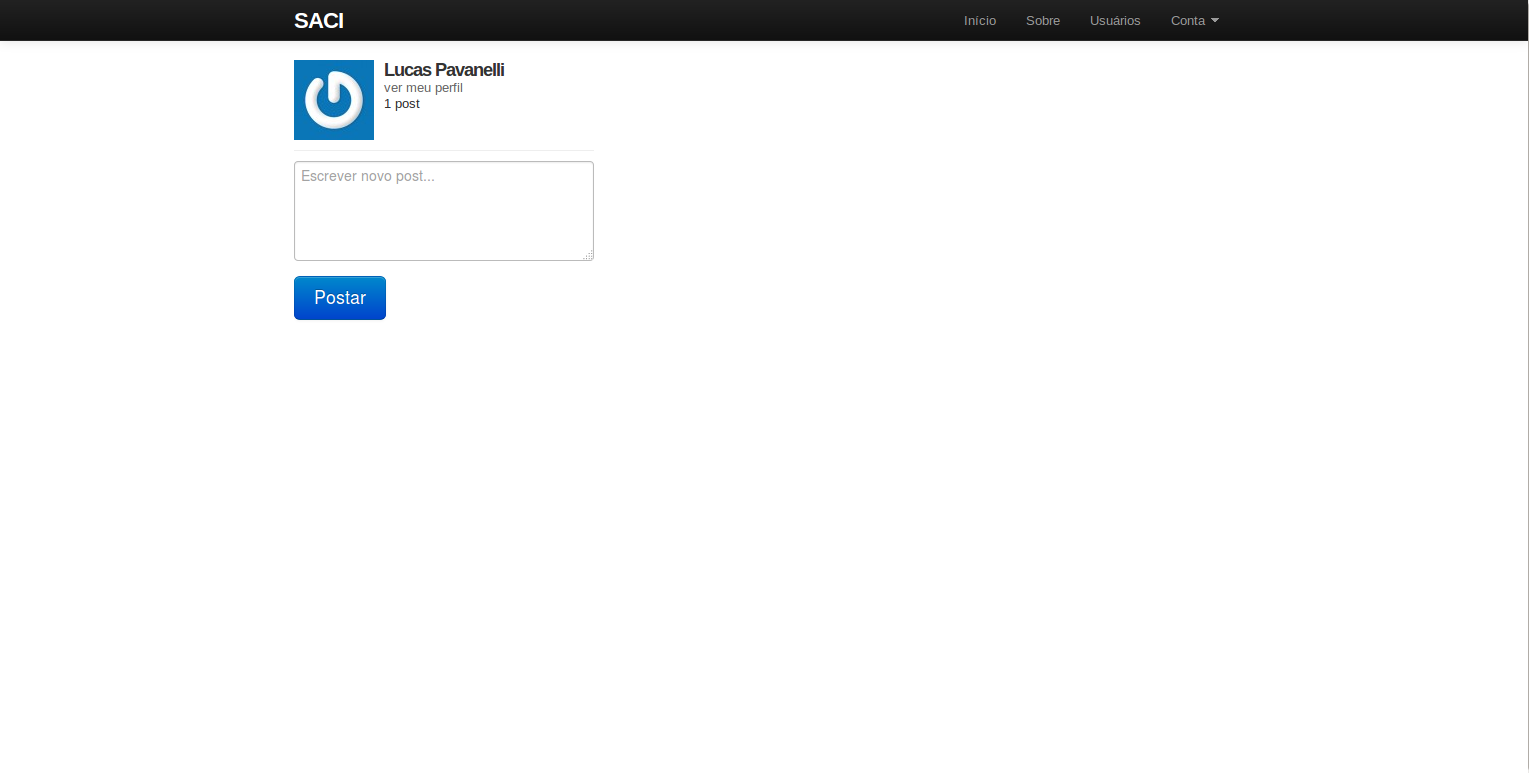 SACI
Início Sobre Usuários Conta
Lucas Pavanelli
ver meu perfil
1 post
Escrever novo post...
Postar